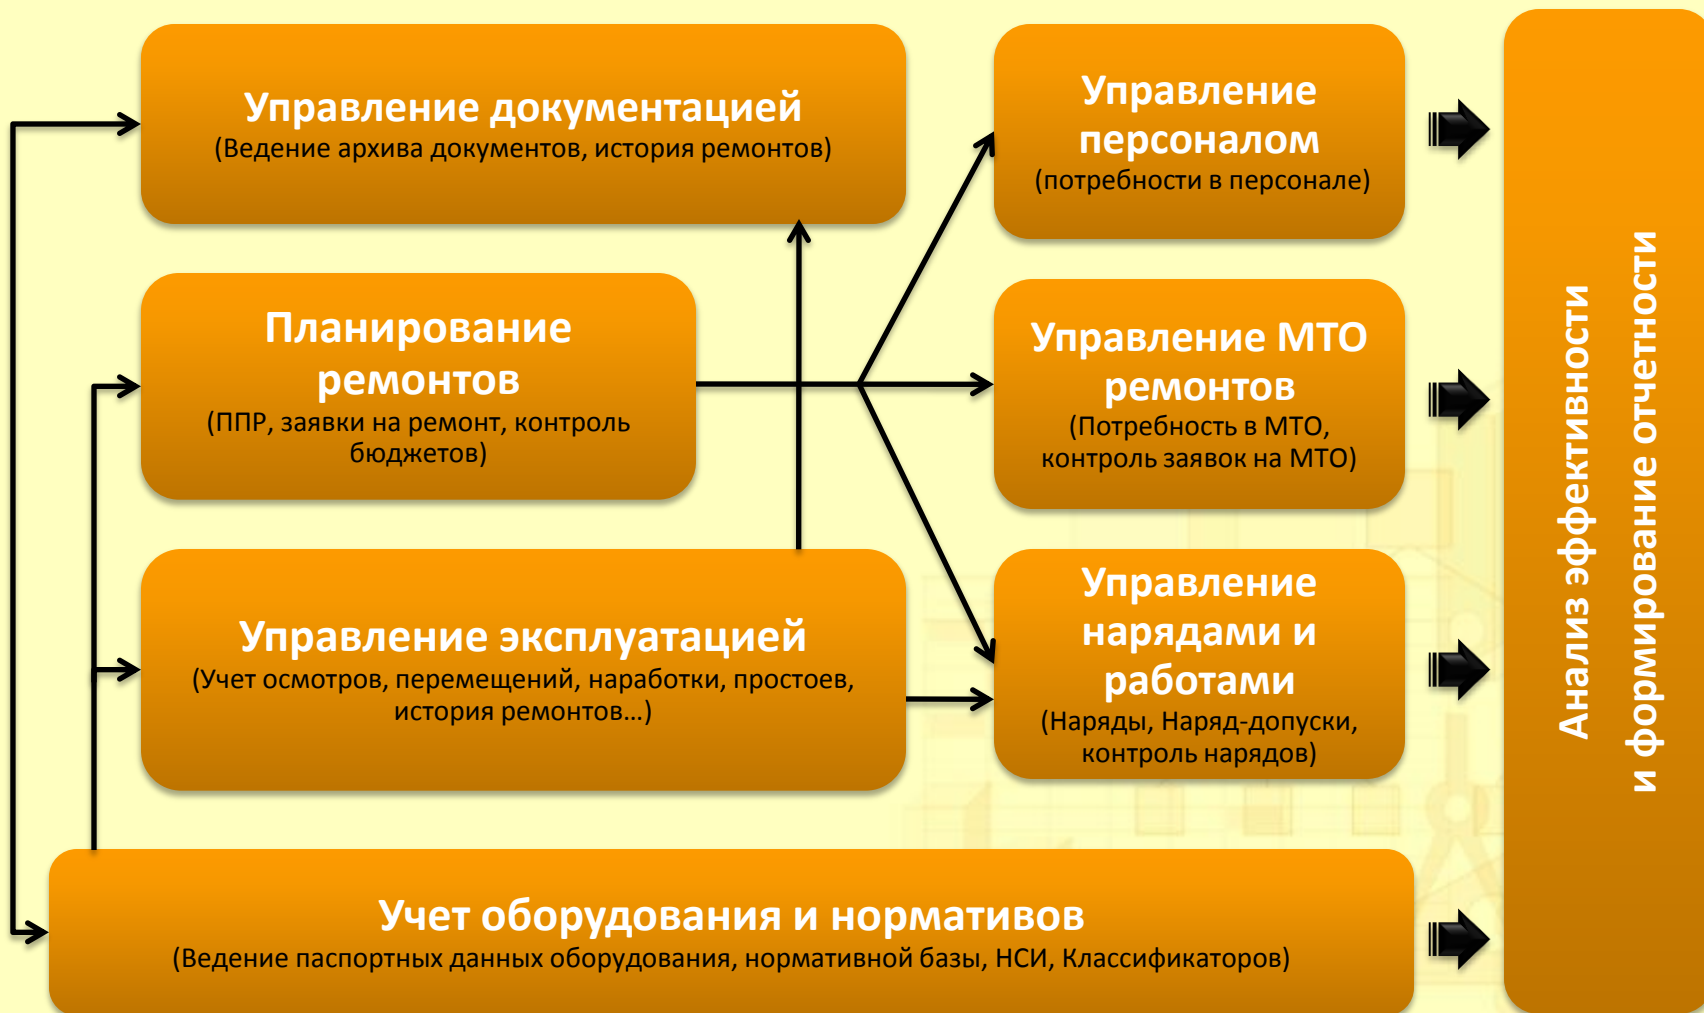 Управление документацией
(Ведение архива документов, история ремонтов)
Управление
персоналом
(потребности в персонале)
Планирование
ремонтов
(ППР, заявки на ремонт, контроль
бюджетов)
Управление МТО
ремонтов
(Потребность в МТО,
контроль заявок на МТО)
Управление эксплуатацией
(Учет осмотров, перемещений, наработки, простоев,
история ремонтов...)
Управление
нарядами и
работами
(Наряды, Наряд-допуски,
контроль нарядов)
Учет оборудования и нормативов
(Ведение паспортных данных оборудования, нормативной базы, НСИ, Классификаторов)
Анализ эффективности
и формирование отчетности